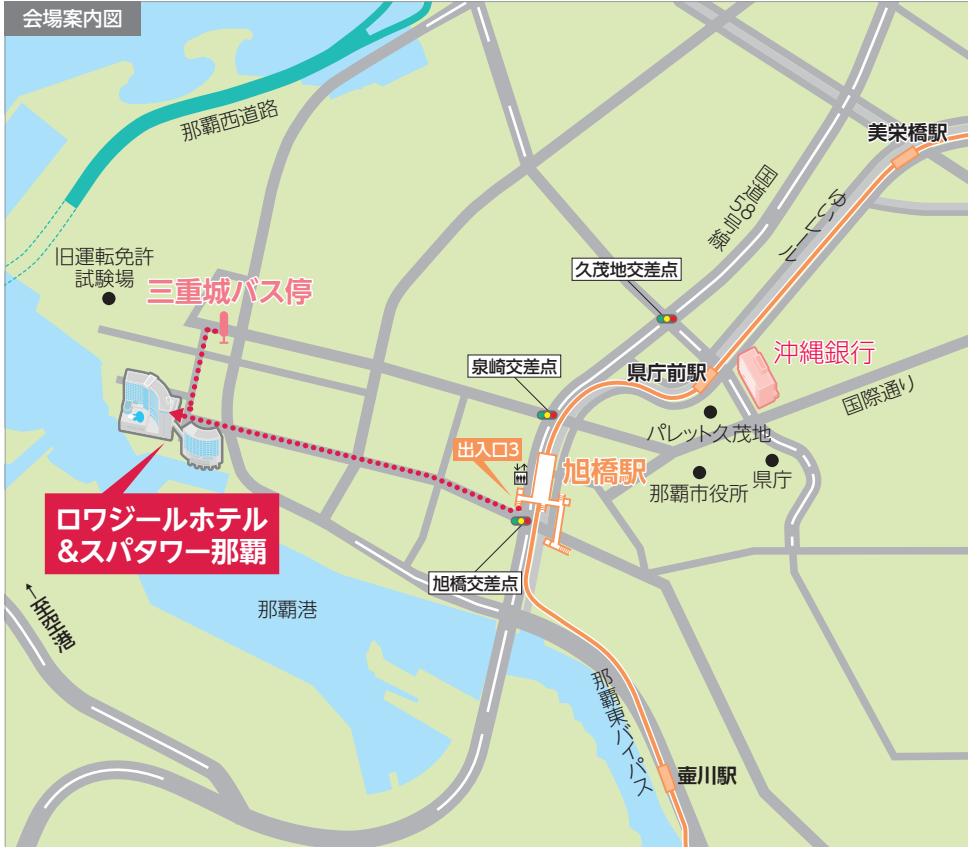 会場案内図
那覇西道路
美栄橋駅
国道58号線
ゆいレール
旧運転免許
試験場
三重城バス停
久茂地交差点
沖縄銀行
泉崎交差点
県庁前駅
国際通り
パレット久茂地
出入口3
旭橋駅
那覇市役所
県庁
ロワジールホテル
&スパタワー那覇
旭橋交差点
那覇港
←至空港
那覇東バイパス
壷川駅